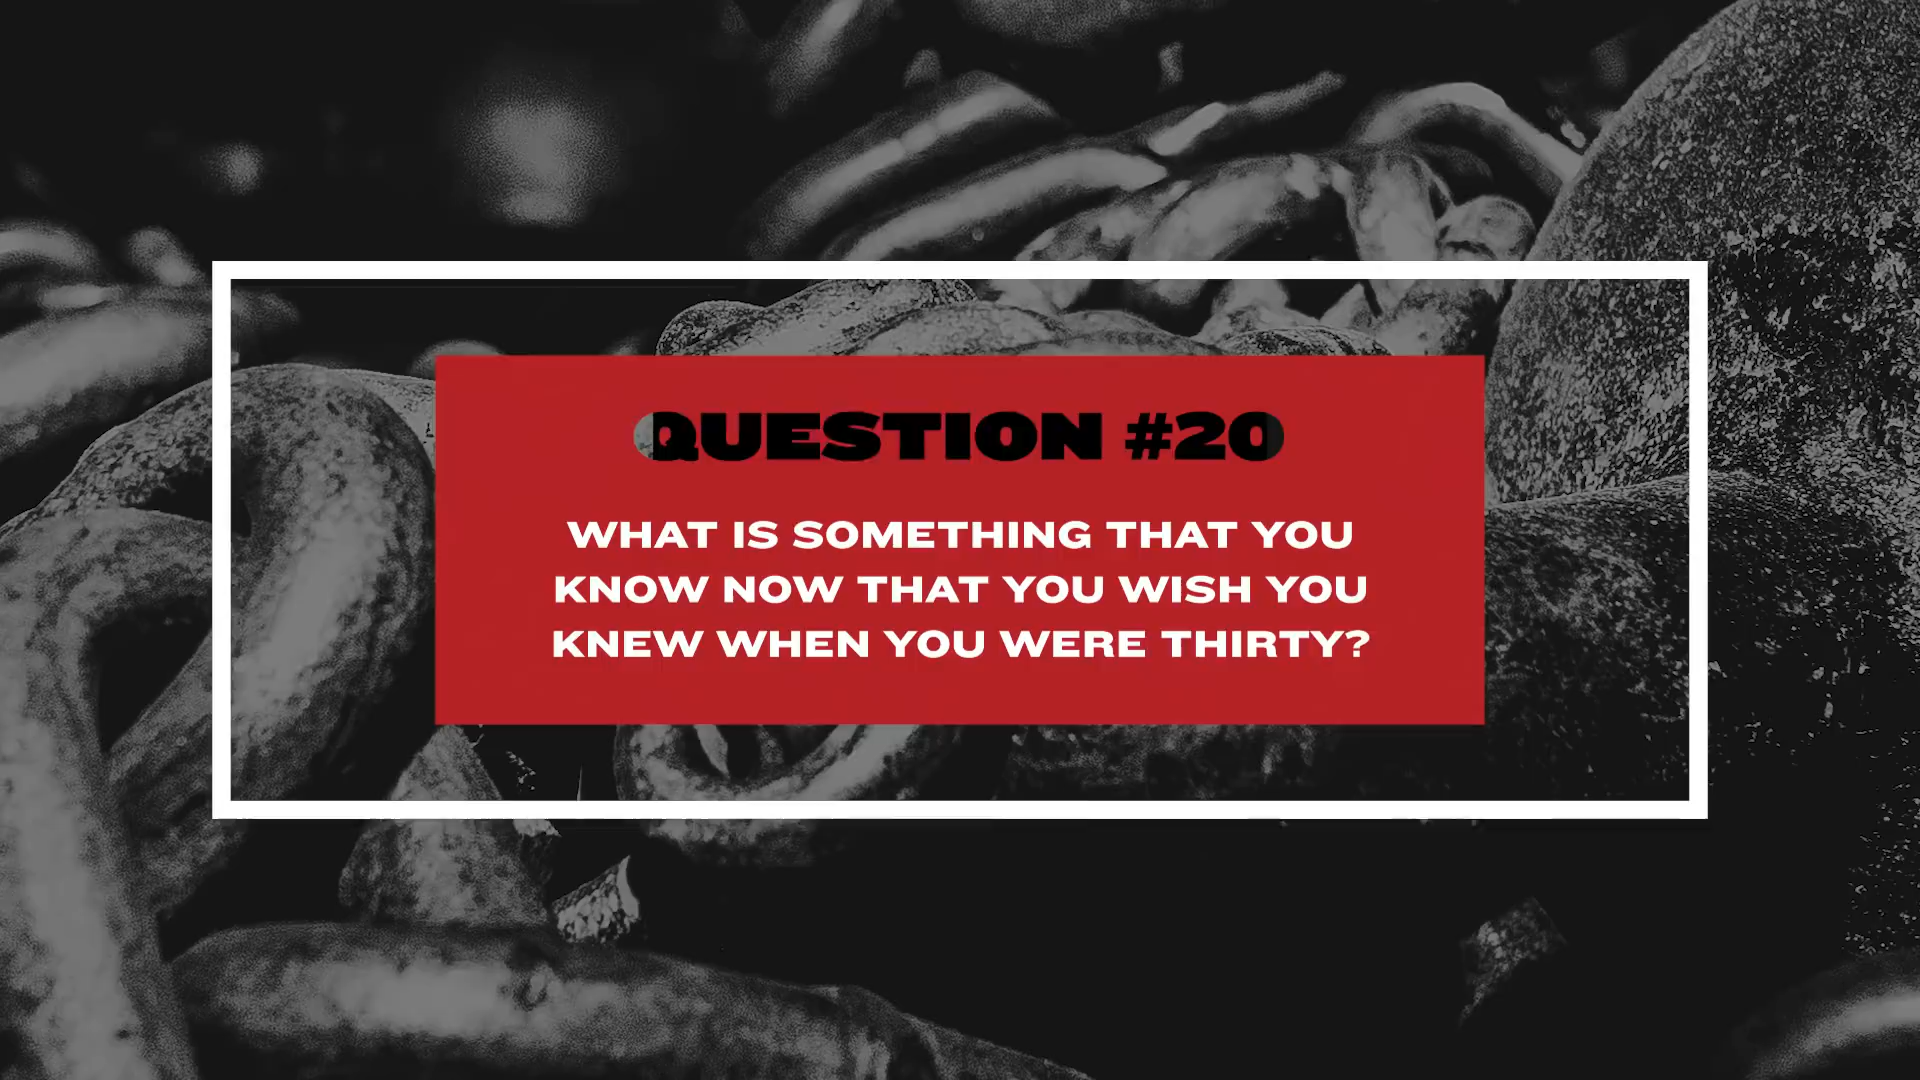 QUESTION #20
WHAT IS SOMETHING THAT YOU
KNOW NOW THAT YOU WISH YOU
KNEW WHEN YOU WERE THIRTY?